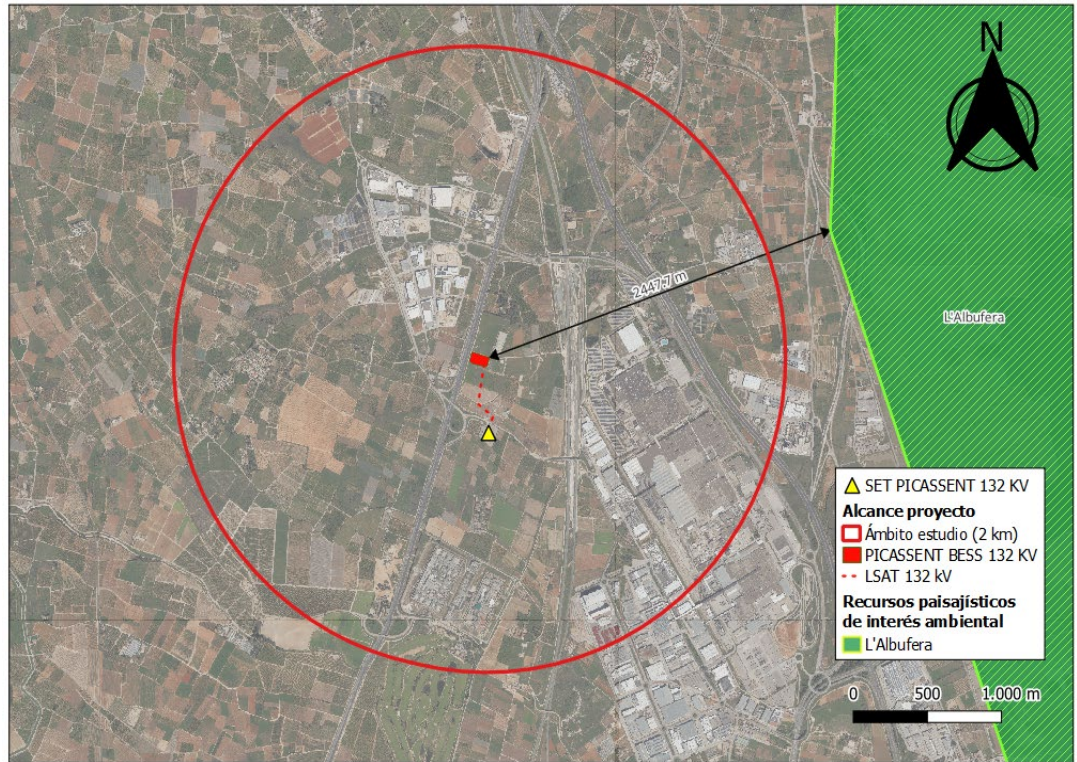 N
2447,7 m
L'Albufera
SET PICASSENT 132 KV
Alcance proyecto
Ámbito estudio (2 km)
PICASSENT BESS 132 KV
LSAT 132 kV
Recursos paisajísticos
de interés ambiental
L'Albufera
0 500 1.000 m